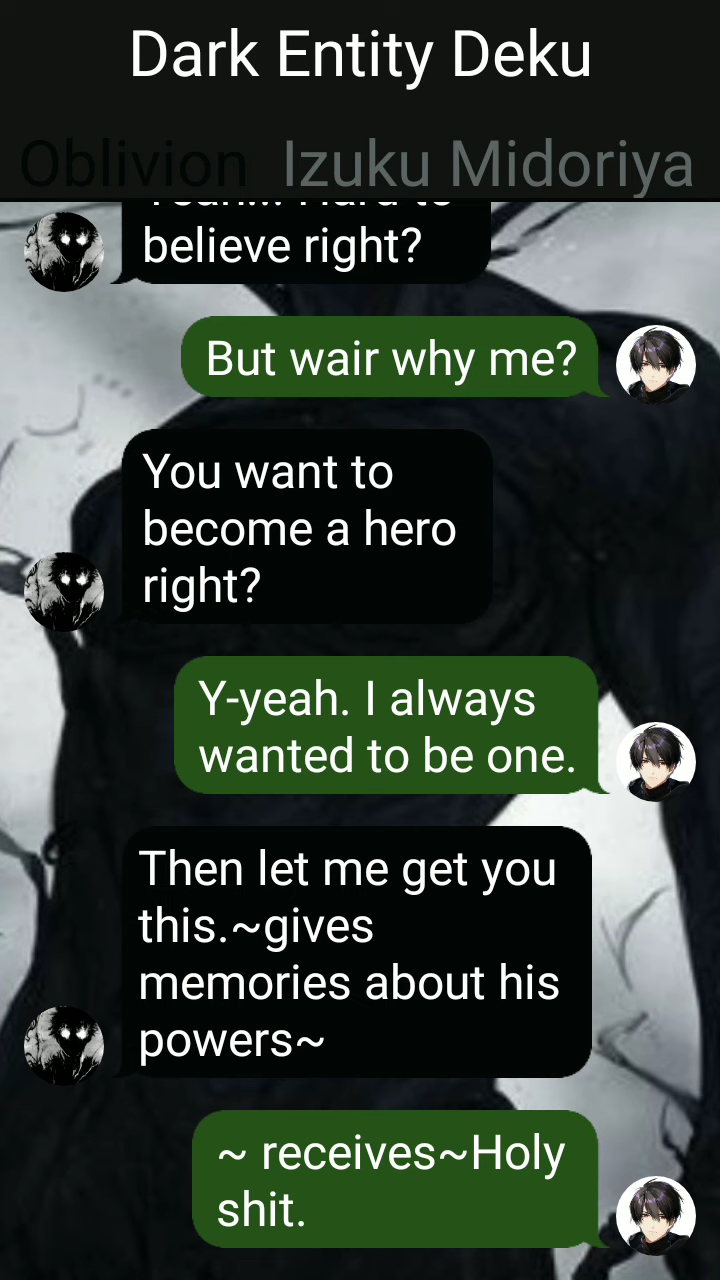 Dark Entity Deku
Oblivion Izuku Midoriya
believe right?
But wair why me?
You want to
become a hero
right?
Y-yeah. I always
wanted to be one.
Then let me get you
this.~gives
memories about his
powers~
~ receives~Holy
shit.